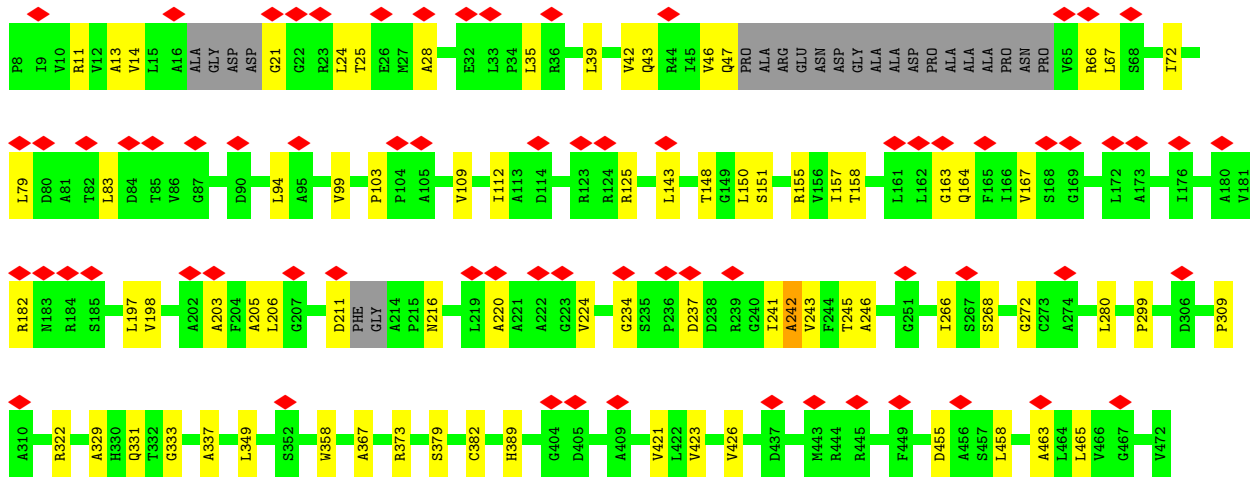 P8 I9 V10 R11 V12 A13 V14 L15 A16 ALA GLY ASP ASP G21 G22 R23 L24 T25 E26 M27 A28 E32 L33 P34 L35 R36 L39 V42 Q43 R44 I45 V46 Q47 PRO ALA ARG GLU ASN ASP GLY ALA ALA ASP PRO ALA ALA ALA PRO ASN PRO V65 R66 L67 S68 I72
L79 D80 A81 T82 L83 D84 T85 V86 G87 D90 L94 A95 V99 P103 P104 A105 V109 I112 A113 D114 R123 R124 R125 L143 T148 G149 L150 S151 R155 V156 I157 T158 L161 L162 G163 Q164 F165 I166 V167 S168 G169 L172 A173 I176 A180 V181
R182 N183 R184 S185 L197 V198 A202 A203 F204 A205 L206 G207 D211 PHE GLY A214 P215 N216 L219 A220 A221 A222 G223 V224 G234 S235 P236 D237 D238 R239 G240 I241 A242 V243 F244 T245 A246 G251 I266 S267 S268 G272 C273 A274 L280 P299 D306 P309
A310 R322 A329 H330 Q331 T332 G333 A337 L349 S352 W358 A367 R373 S379 C382 H389 G404 D405 A409 V421 L422 V423 V426 D437 M443 R444 R445 F449 D455 A456 S457 L458 A463 L464 L465 V466 G467 V472